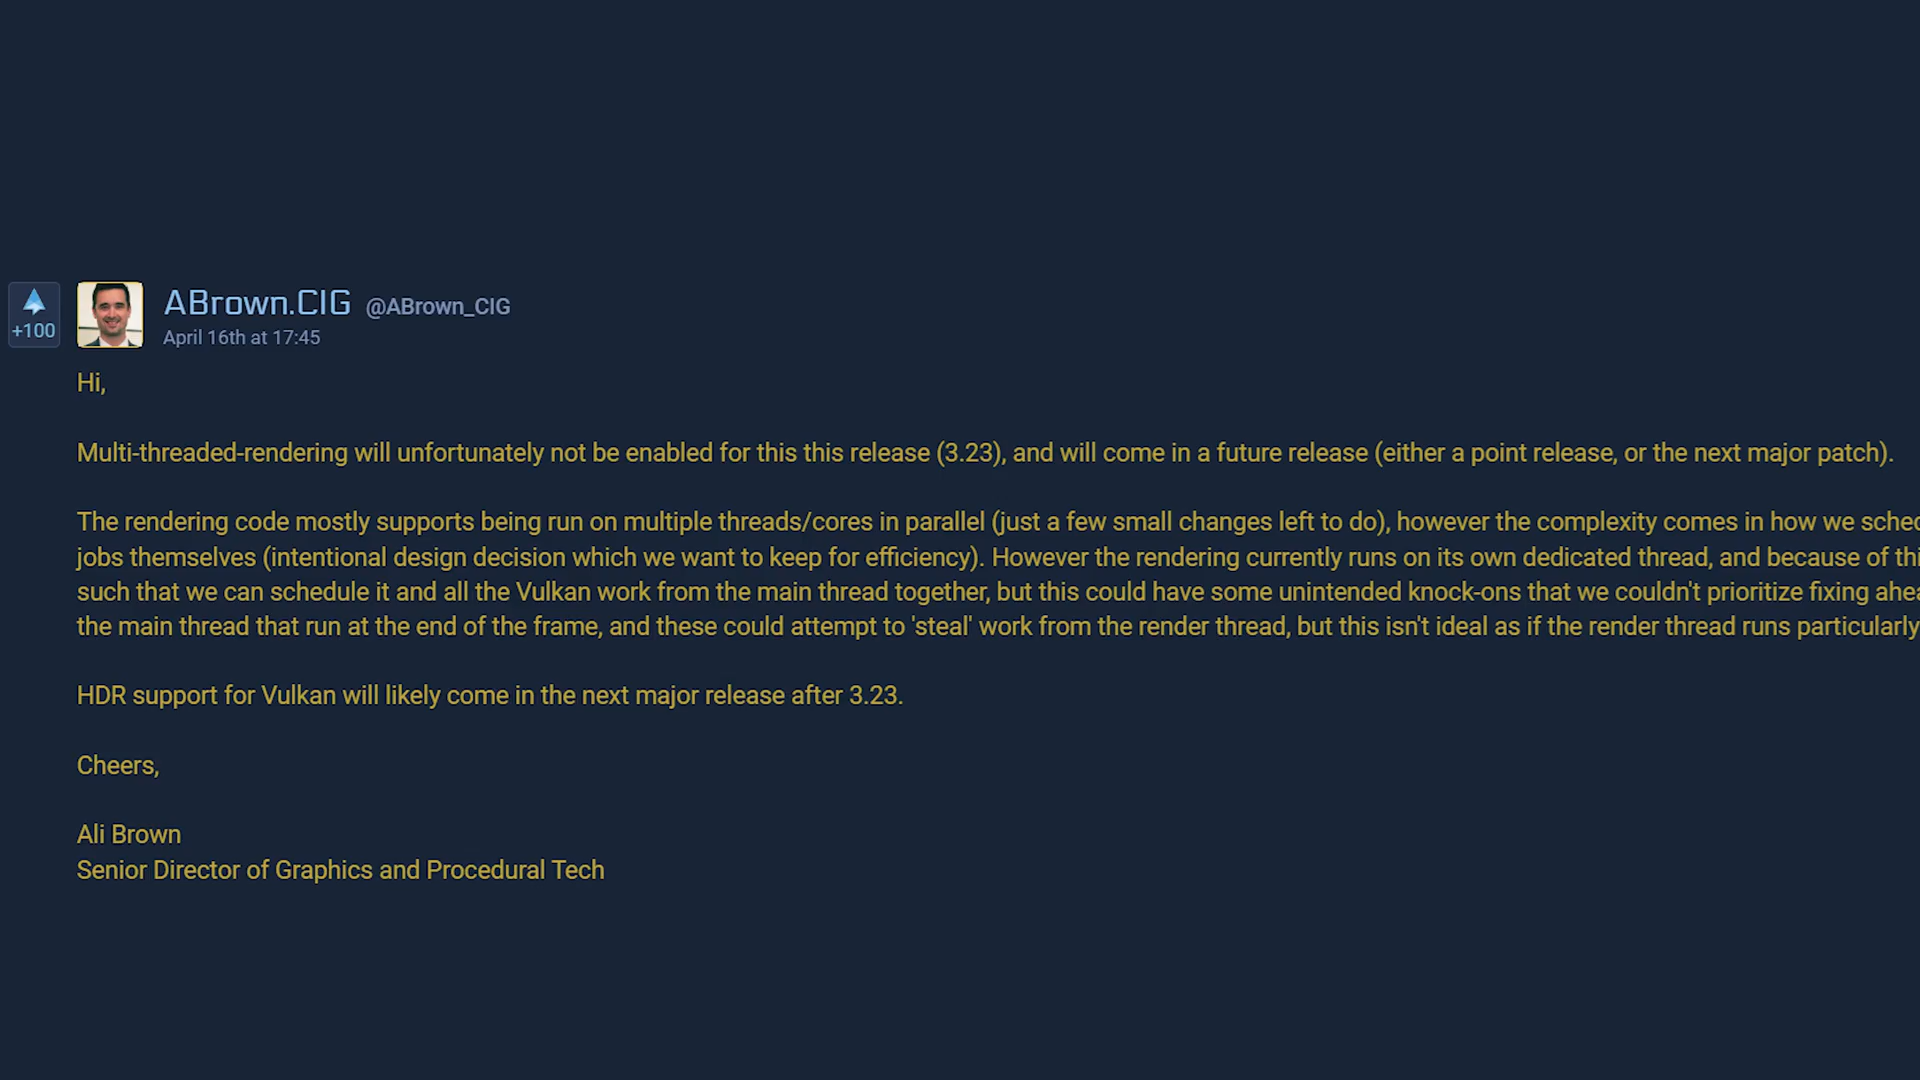 ABrown.CIG @ABrown_CIG
+100
April 16th at 17:45
Hi,
Multi-threaded-rendering will unfortunately not be enabled for this this release (3.23), and will come in a future release (either a point release, or the next major patch).
The rendering code mostly supports being run on multiple threads/cores in parallel (just a few small changes left to do), however the complexity comes in how we
jobs themselves (intentional design decision which we want to keep for efficiency). However the rendering currently runs on its own dedicated thread, and because of
such that we can schedule it and all the Vulkan work from the main thread together, but this could have some unintended knock-ons that we couldn't prioritize fixing
the main thread that run at the end of the frame, and these could attempt to 'steal' work from the render thread, but this isn't ideal as if the render thread runs particularly
HDR support for Vulkan will likely come in the next major release after 3.23.
Cheers,
Ali Brown
Senior Director of Graphics and Procedural Tech